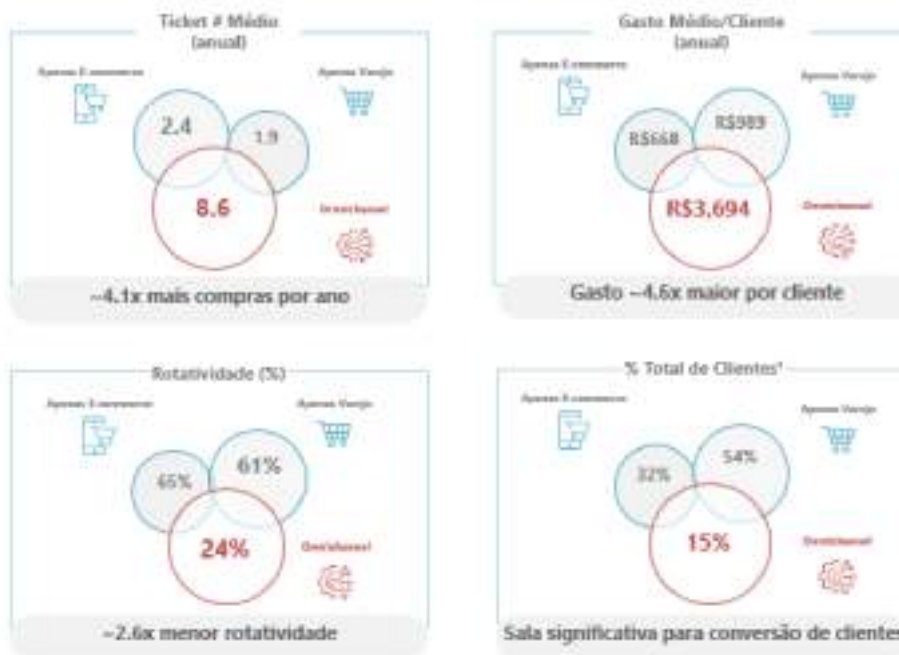 Ticket # Médio
(anual)
Apenas E-commerce
Apenas Varejo
2.4
1.9
8.6
Omnichannel
~4.1x mais compras por ano
Gasto Médio/Cliente
(anual)
Apenas E-commerce
Apenas Varejo
R$668
R$989
R$3,694
Omnichannel
Gasto ~4.6x maior por cliente
Rotatividade (%)
Apenas E-commerce
Apenas Varejo
65%
61%
24%
Omnichannel
~2.6x menor rotatividade
% Total de Clientes¹
Apenas E-commerce
Apenas Varejo
32%
54%
15%
Omnichannel
Sala significativa para conversão de clientes